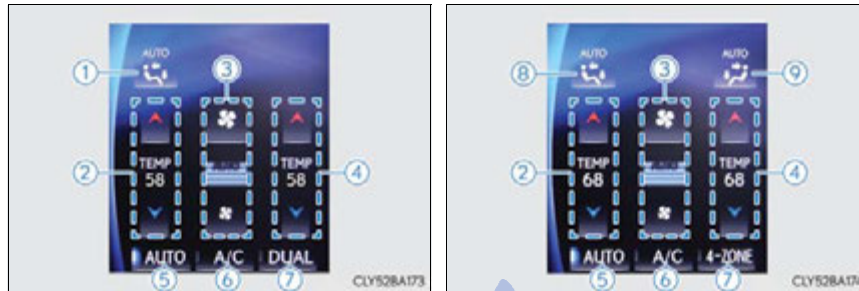 AUTO
1
3
TEMP
58
TEMP
58
2
4
AUTO
A/C
DUAL
5
6
7
CLY52BA173
AUTO
AUTO
8
3
9
TEMP
68
TEMP
68
2
4
AUTO
A/C
4-ZONE
5
6
7